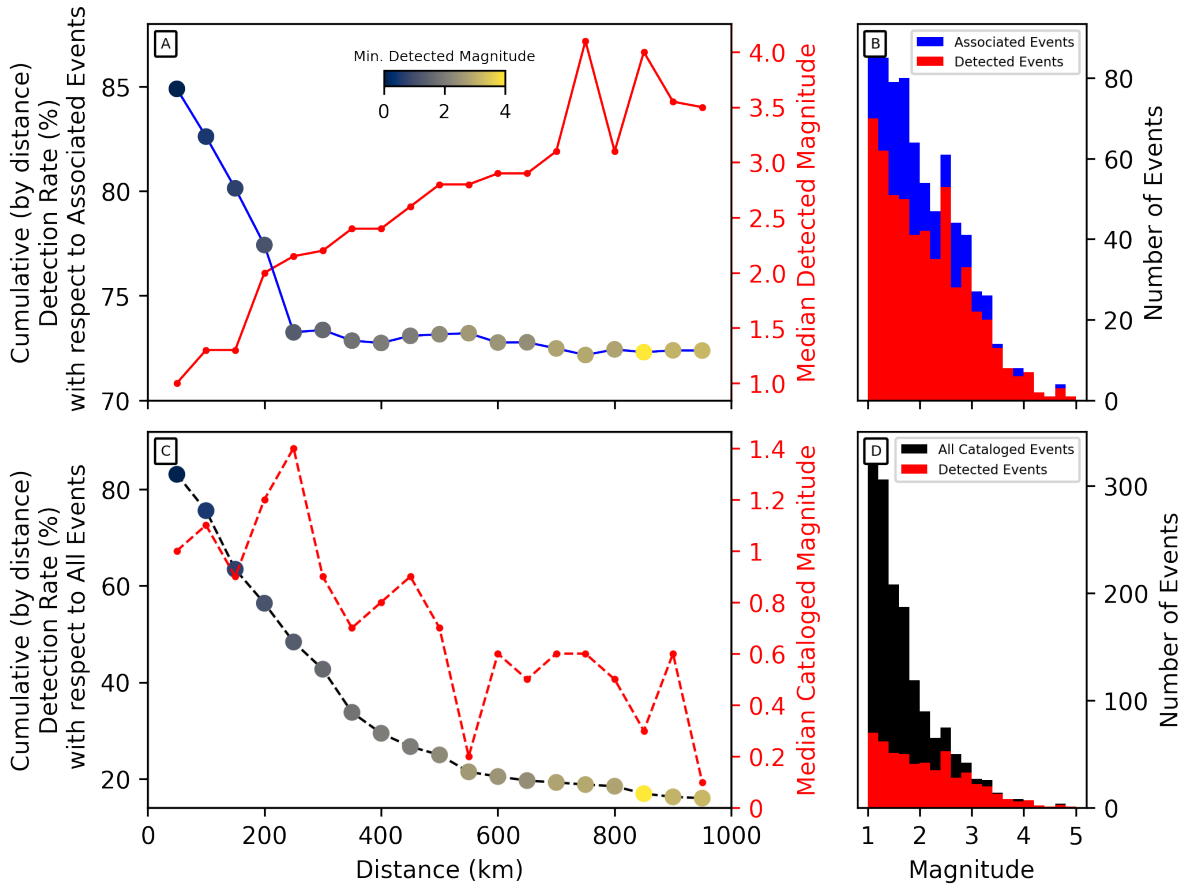 A
Min. Detected Magnitude
0
2
4
Cumulative (by distance)
Detection Rate (%)
with respect to Associated Events
85
80
75
70
4.0
3.5
3.0
2.5
2.0
1.5
1.0
Median Detected Magnitude
B
Associated Events
Detected Events
80
60
40
20
0
Number of Events
C
Cumulative (by distance)
Detection Rate (%)
with respect to All Events
80
60
40
20
1.4
1.2
1
0.8
0.6
0.4
0.2
0
Median Cataloged Magnitude
0
200
400
600
800
1000
Distance (km)
D
All Cataloged Events
Detected Events
300
200
100
0
Number of Events
1
2
3
4
5
Magnitude